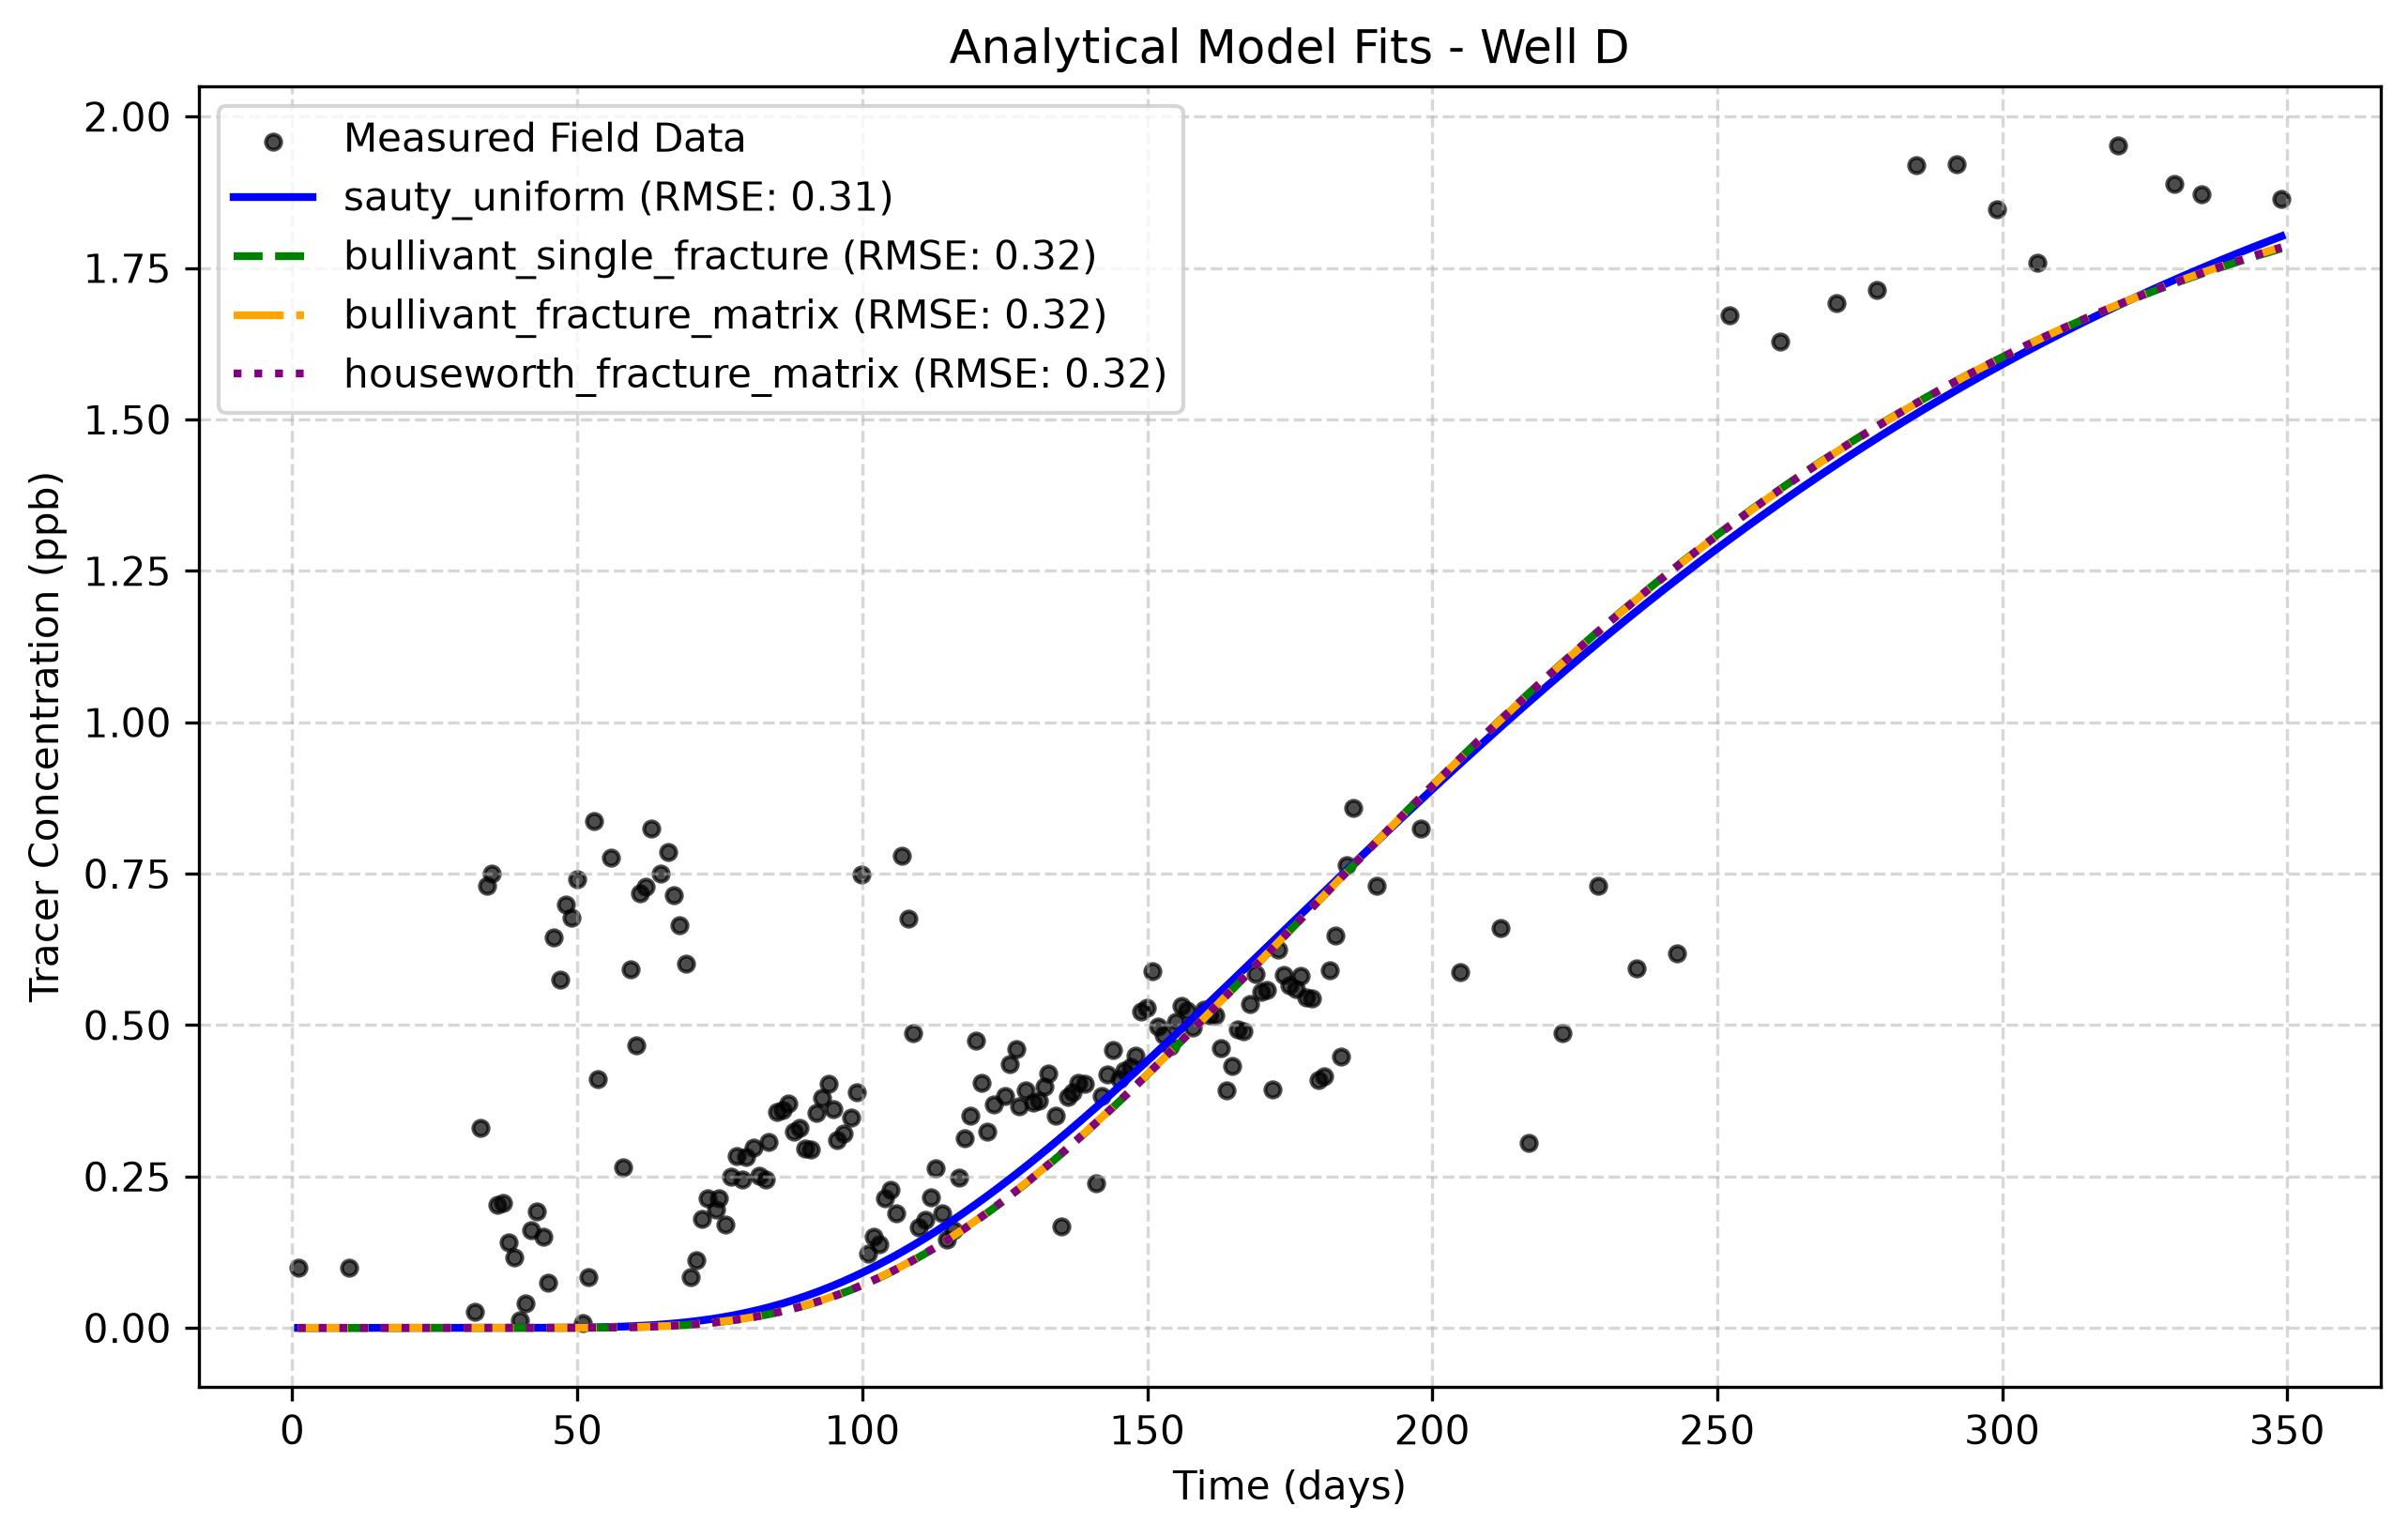 Analytical Model Fits - Well D
Measured Field Data
sauty_uniform (RMSE: 0.31)
bullivant_single_fracture (RMSE: 0.32)
bullivant_fracture_matrix (RMSE: 0.32)
houseworth_fracture_matrix (RMSE: 0.32)
Tracer Concentration (ppb)
2.00
1.75
1.50
1.25
1.00
0.75
0.50
0.25
0.00
0 50 100 150 200 250 300 350
Time (days)